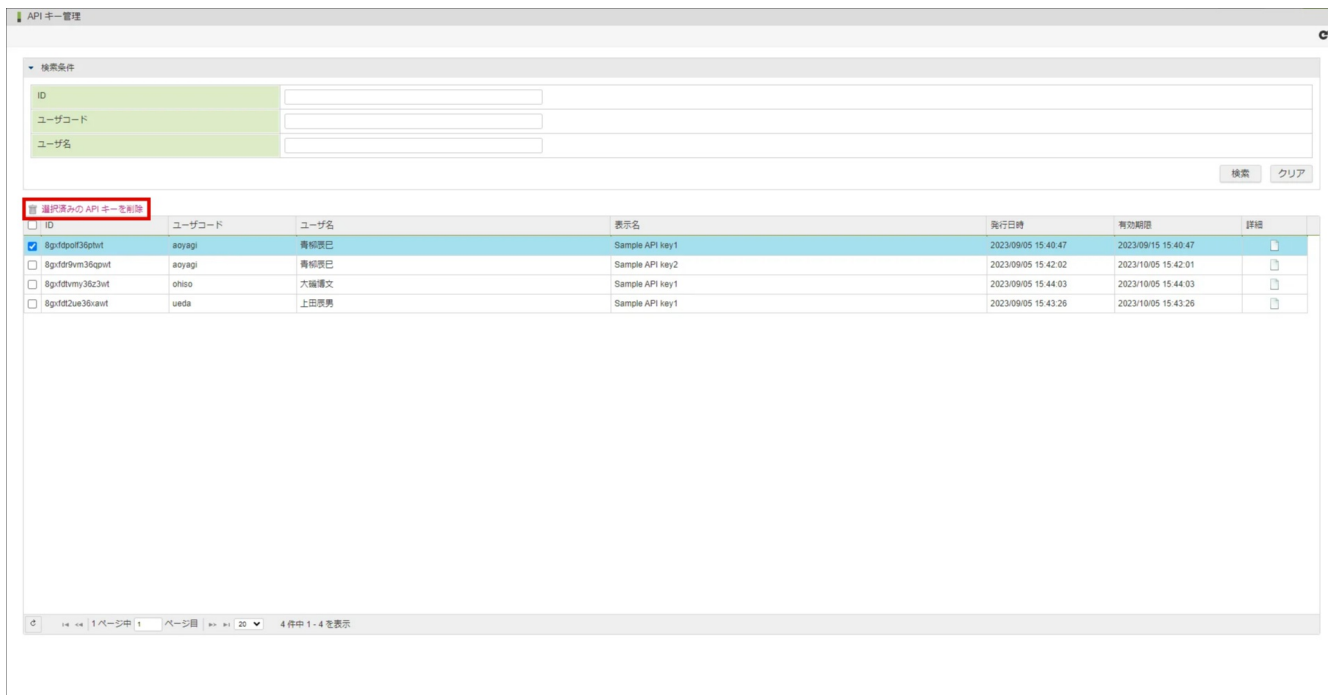 API キー管理
検索条件
ID
ユーザコード
ユーザ名
検索 クリア
選択済みの API キーを削除
ID ユーザコード ユーザ名 表示名 発行日時 有効期限 詳細
8gxfdpolf36ptwt aoyagi 青柳辰巳 Sample API key1 2023/09/05 15:40:47 2023/09/15 15:40:47
8gxfdr9vm36qpwt aoyagi 青柳辰巳 Sample API key2 2023/09/05 15:42:02 2023/10/05 15:42:01
8gxfdtvmy36z3wt ohiso 大磯博文 Sample API key1 2023/09/05 15:44:03 2023/10/05 15:44:03
8gxfdt2ue36xawt ueda 上田辰男 Sample API key1 2023/09/05 15:43:26 2023/10/05 15:43:26
1 ページ中 1 ページ目 20 4 件中 1 - 4 を表示